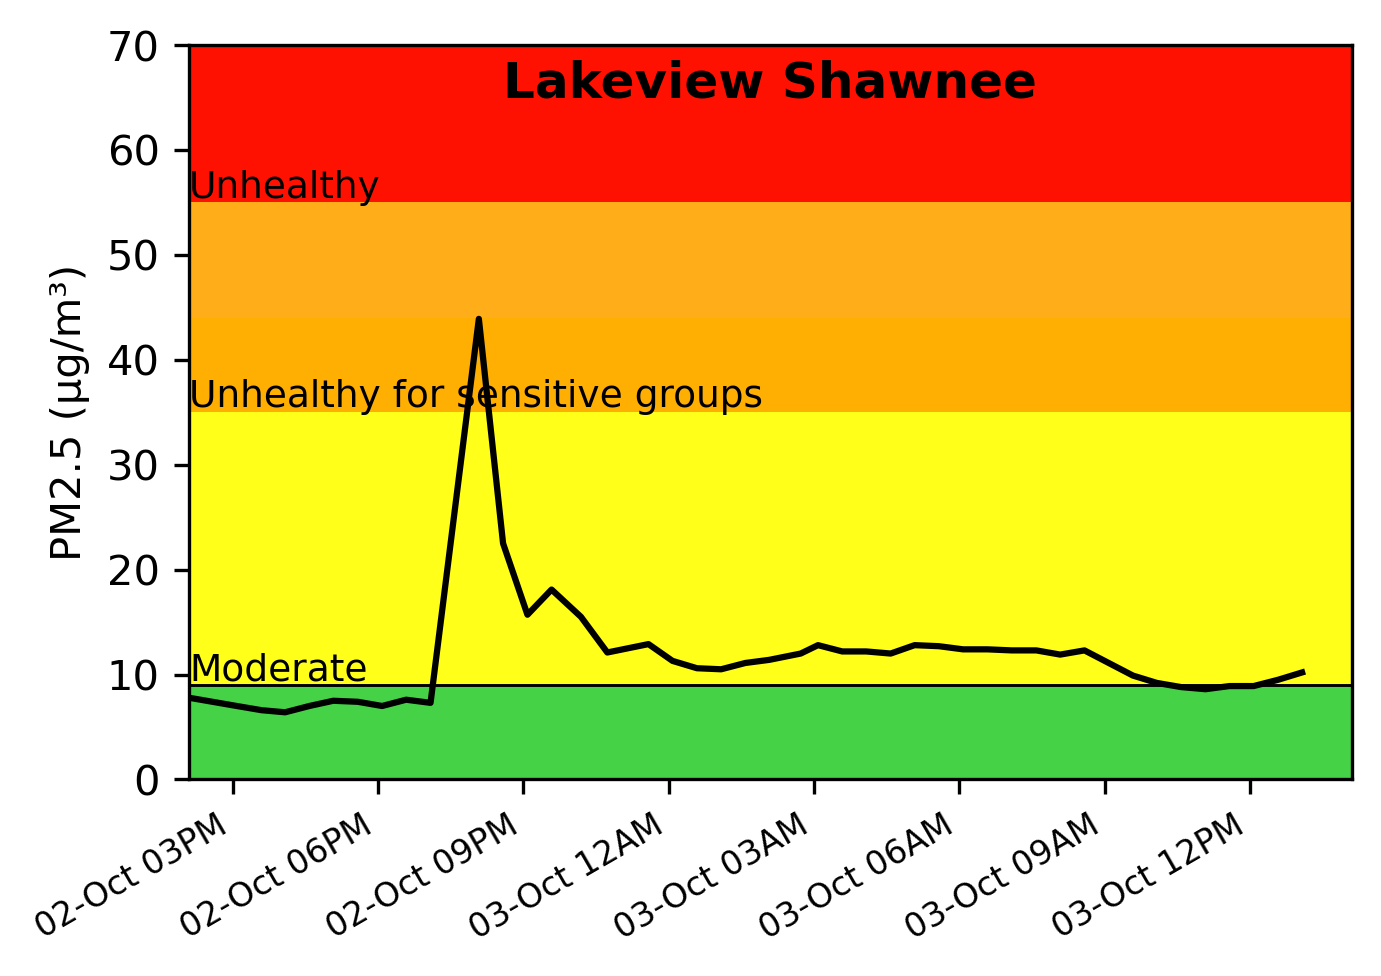 Lakeview Shawnee
PM2.5 (µg/m³)
70
60
50
40
30
20
10
0
Unhealthy
Unhealthy for sensitive groups
Moderate
02-Oct 03PM
02-Oct 06PM
02-Oct 09PM
03-Oct 12AM
03-Oct 03AM
03-Oct 06AM
03-Oct 09AM
03-Oct 12PM